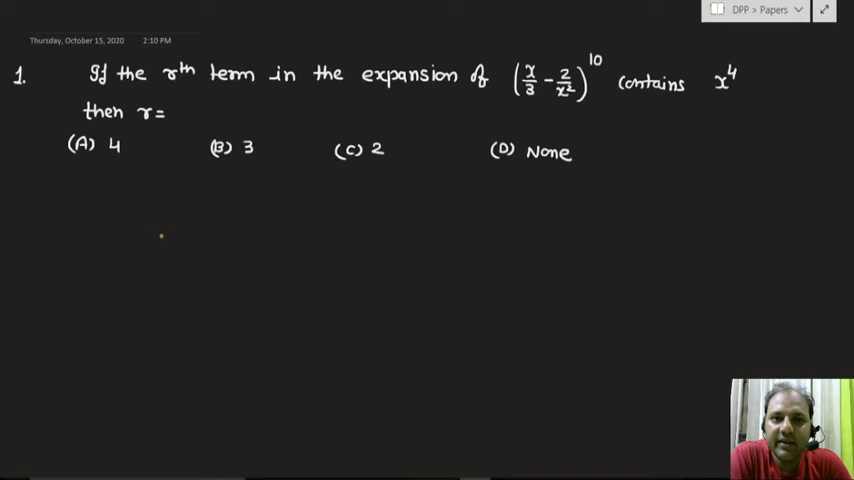 DPP > Papers
Thursday, October 15, 2020 2:10 PM
1. If the rᵗʰ term in the expansion of (x/3 - 2/x²)¹⁰ contains x⁴
then r=
(A) 4 (B) 3 (C) 2 (D) None